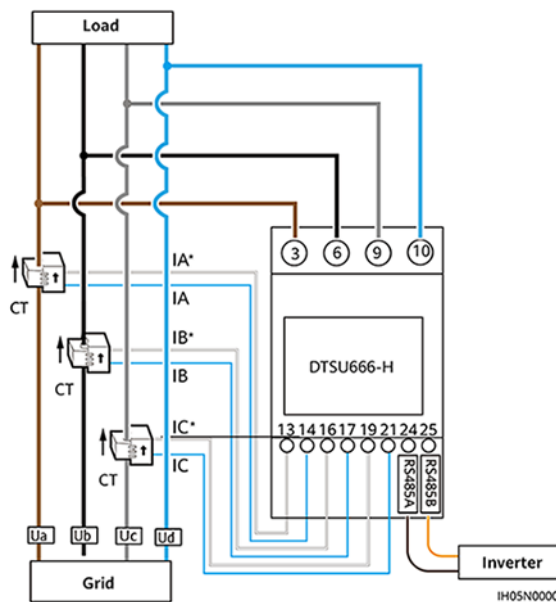 Load
3 6 9 10
IA*
IA
CT
DTSU666-H
IB*
IB
CT
IC*
IC
CT
13 14 16 17 19 21 24 25
RS485A
RS485B
Ua Ub Uc Ud
Grid
Inverter
IH05N0000